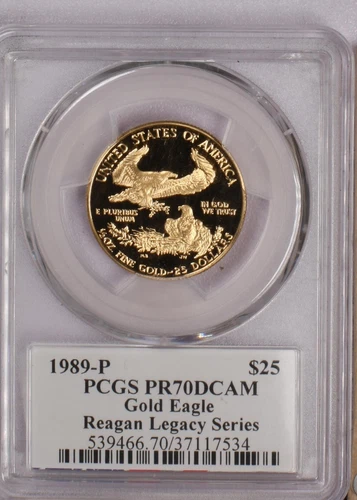 UNITED STATES OF AMERICA
E PLURIBUS
UNUM
IN GOD
WE TRUST
½ OZ. FINE GOLD~25 DOLLARS
1989-P $25
PCGS PR70DCAM
Gold Eagle
Reagan Legacy Series
539466.70/37117534